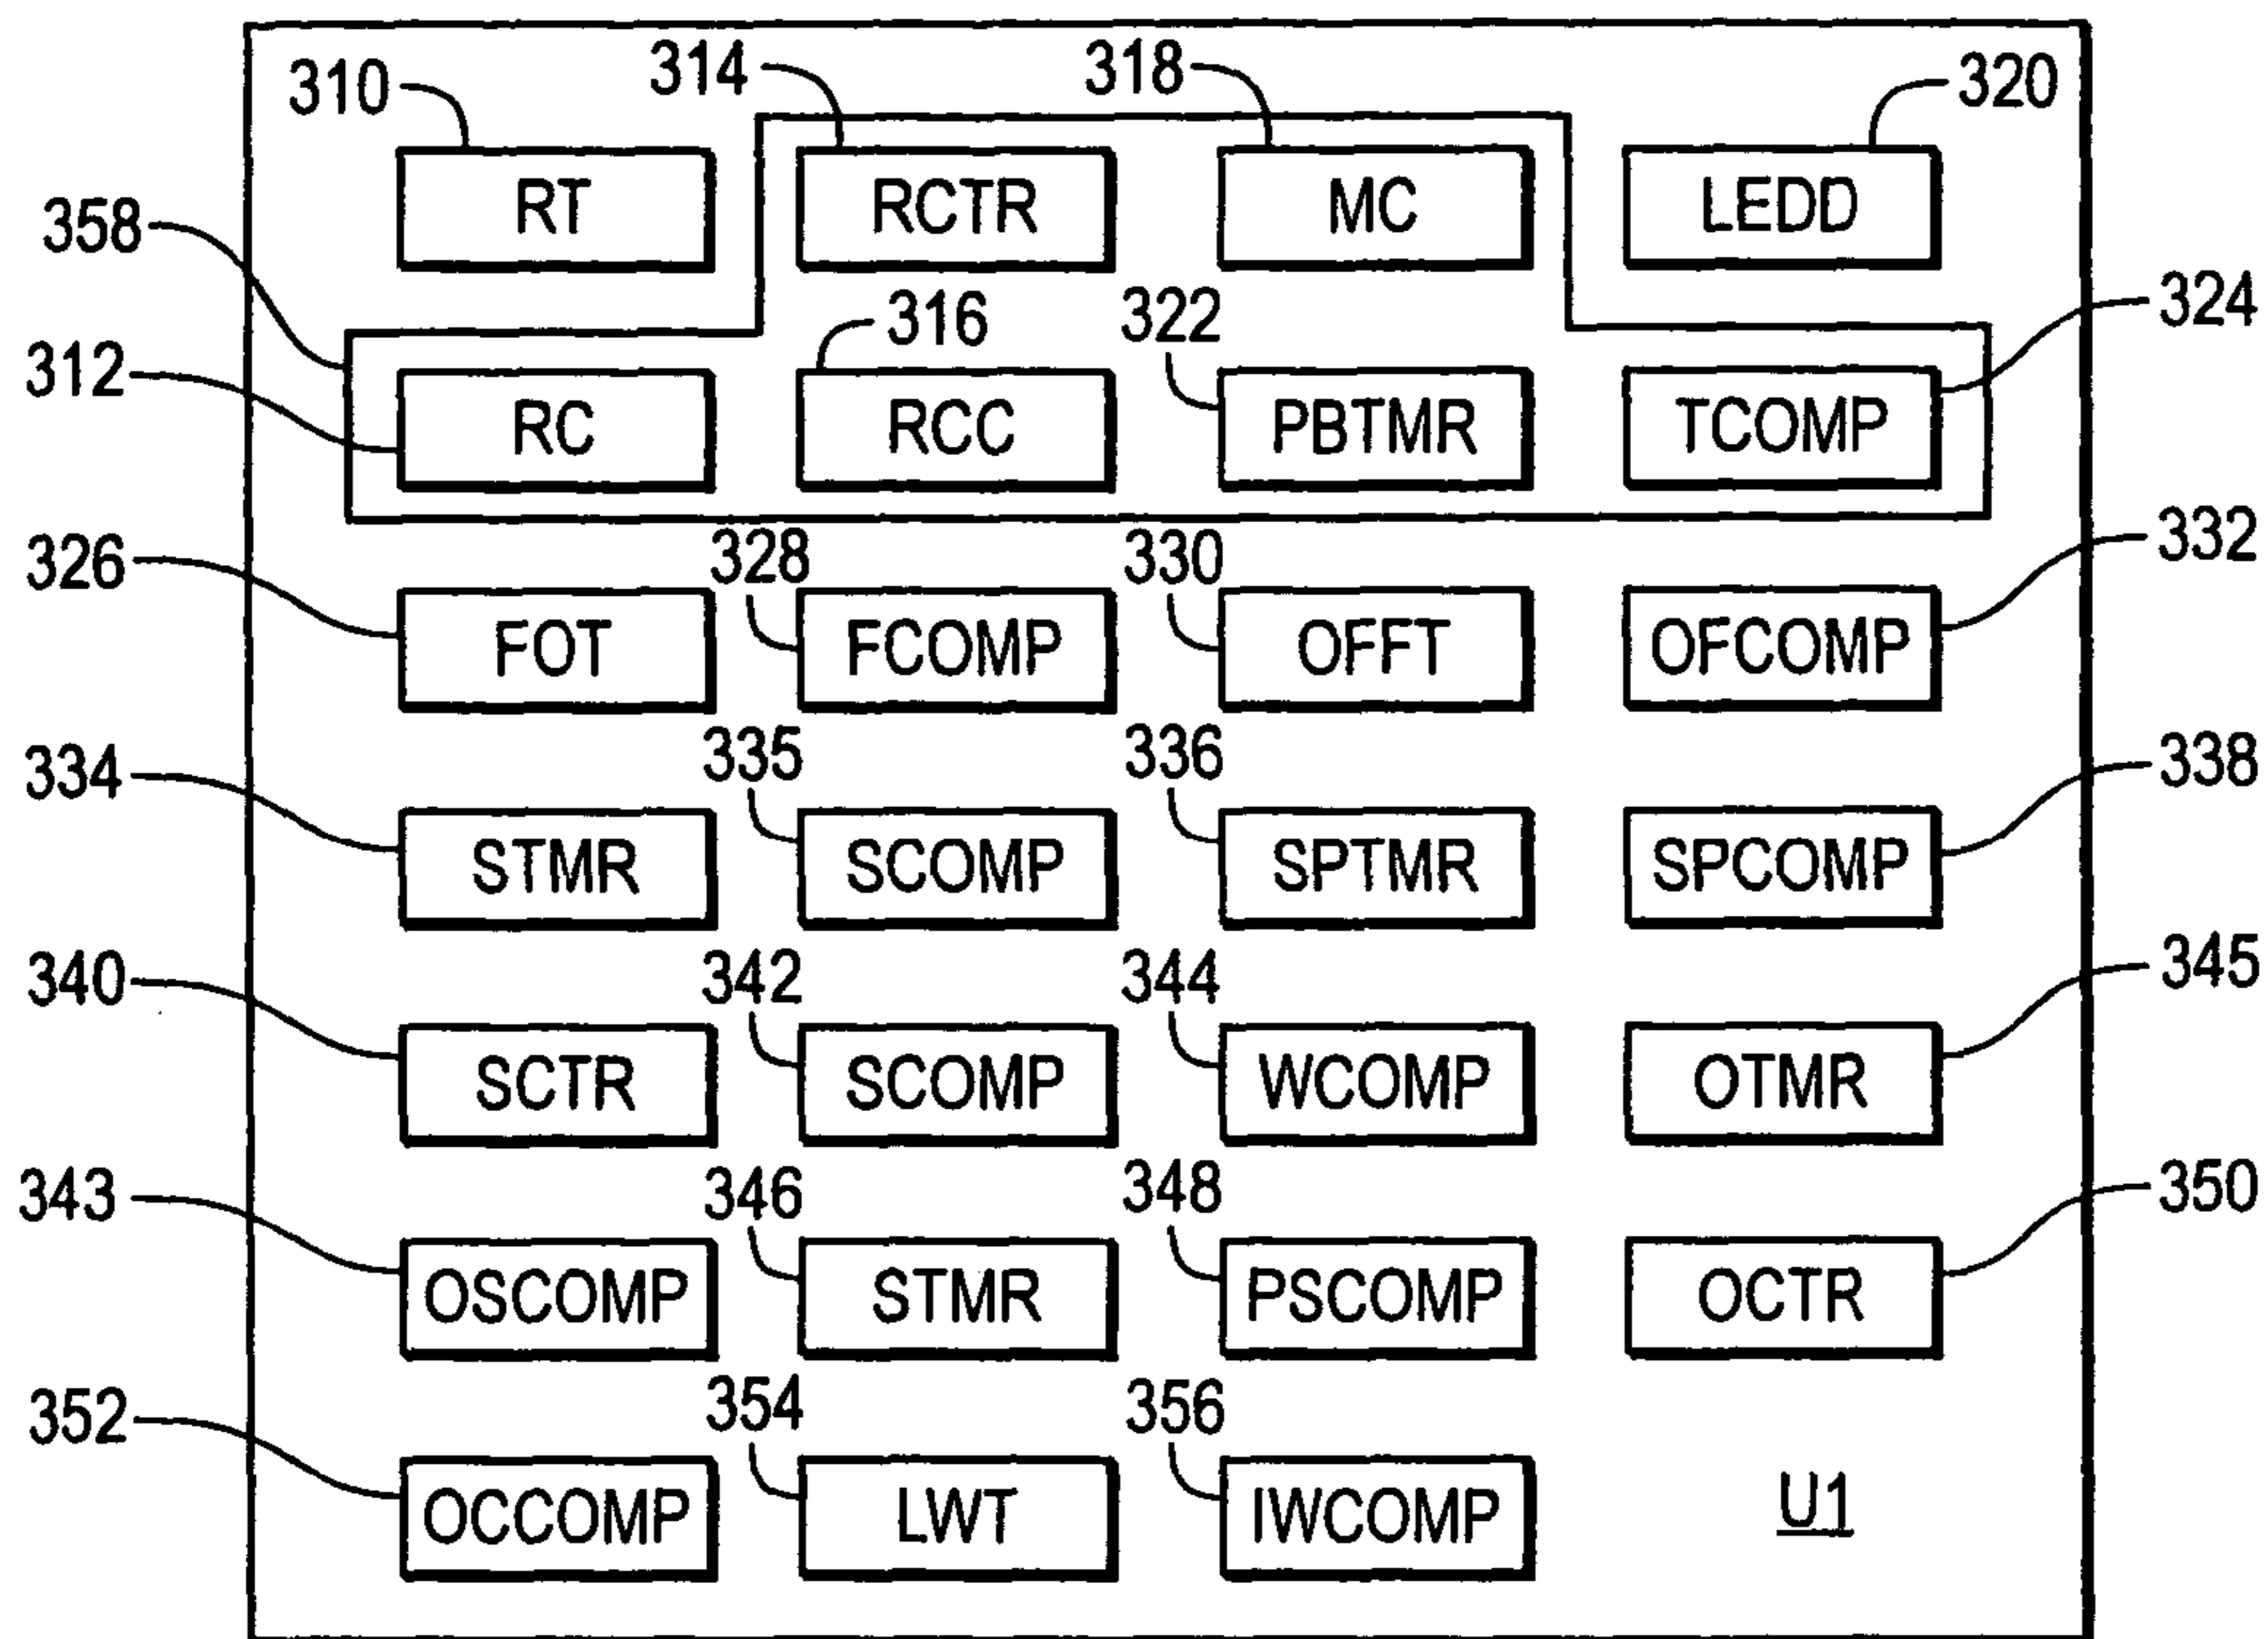 310 314 318 320
RT RCTR MC LEDD
358 316 322 324
312 RC RCC PBTMR TCOMP
326 328 330 332
FOT FCOMP OFFT OFCOMP
334 335 336 338
STMR SCOMP SPTMR SPCOMP
340 342 344 345
SCTR SCOMP WCOMP OTMR
343 346 348 350
OSCOMP STMR PSCOMP OCTR
352 354 356
OCCOMP LWT IWCOMP U1